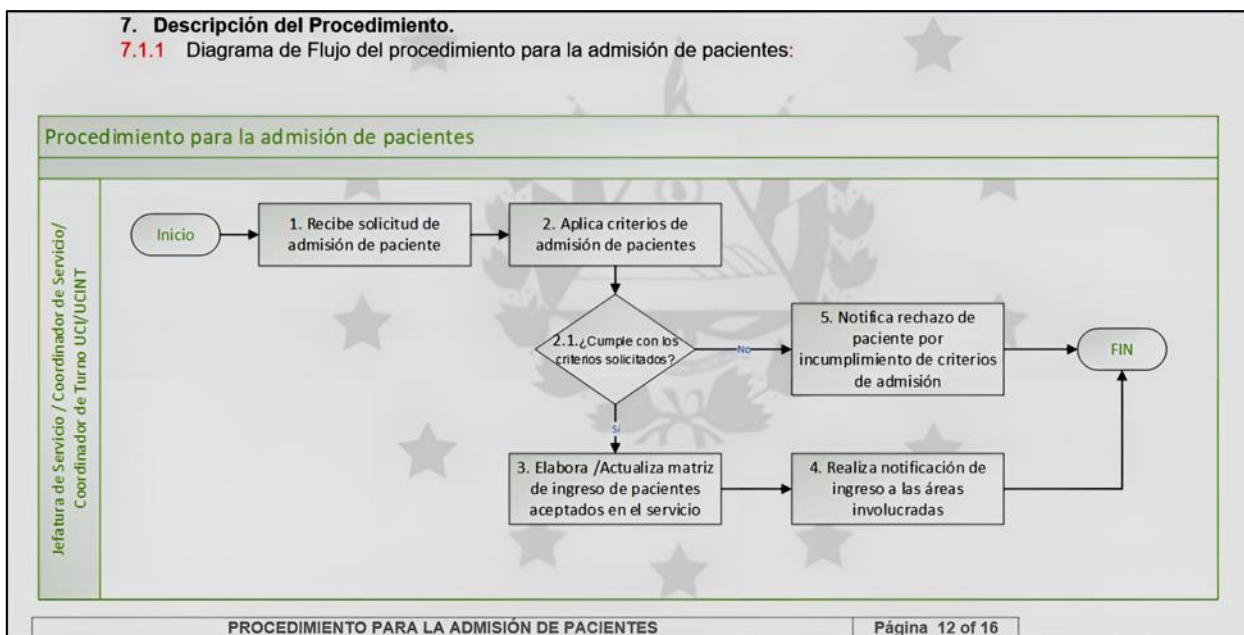 7. Descripción del Procedimiento.
7.1.1 Diagrama de Flujo del procedimiento para la admisión de pacientes:
Procedimiento para la admisión de pacientes
Jefatura de Servicio / Coordinador de Servicio/
Coordinador de Turno UCI/UCINT
Inicio
1. Recibe solicitud de
admisión de paciente
2. Aplica criterios de
admisión de pacientes
2.1.¿Cumple con los
criterios solicitados?
No
5. Notifica rechazo de
paciente por
incumplimiento de criterios
de admisión
FIN
Si
3. Elabora /Actualiza matriz
de ingreso de pacientes
aceptados en el servicio
4. Realiza notificación de
ingreso a las áreas
involucradas
PROCEDIMIENTO PARA LA ADMISIÓN DE PACIENTES
Página 12 of 16